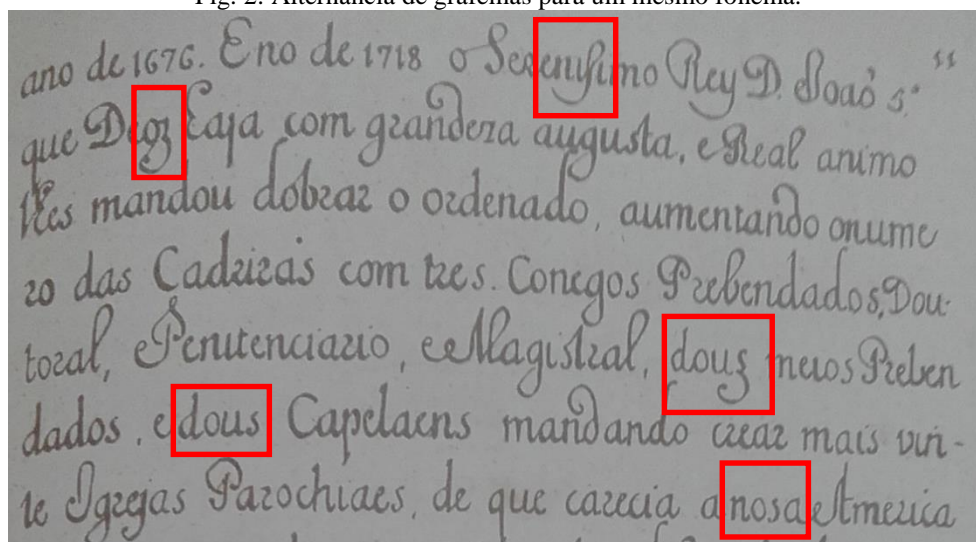 Fig. 2: Alternância de grafemas para um mesmo fonema.
ano de 1676. E no de 1718 o Serenysimo Rey D. Joaõ 5.º
que Deoz haja com grandeza augusta, e Real animo
lhes mandou dobrar o ordenado, aumentando onume
ro das Cadeiras com tres. Conegos Prebendados, Dou-
toral, e Penitenciario, e Magistral, douz meios Preben
dados, e dous Capelaens mandando crear mais vin-
te Igrejas Parochiaes, de que carecia a nosa America